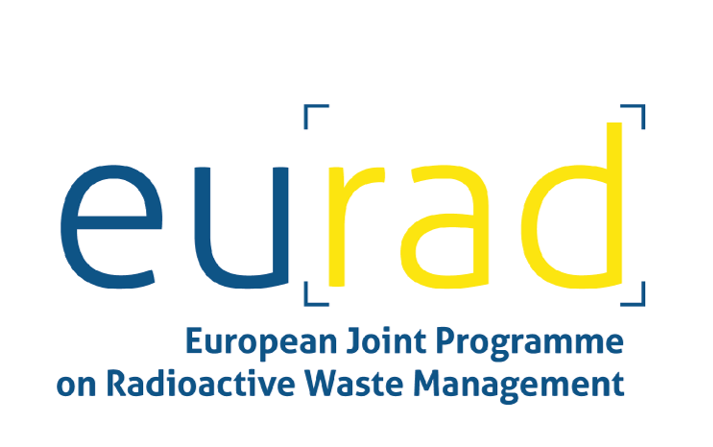 eurad
European Joint Programme
on Radioactive Waste Management